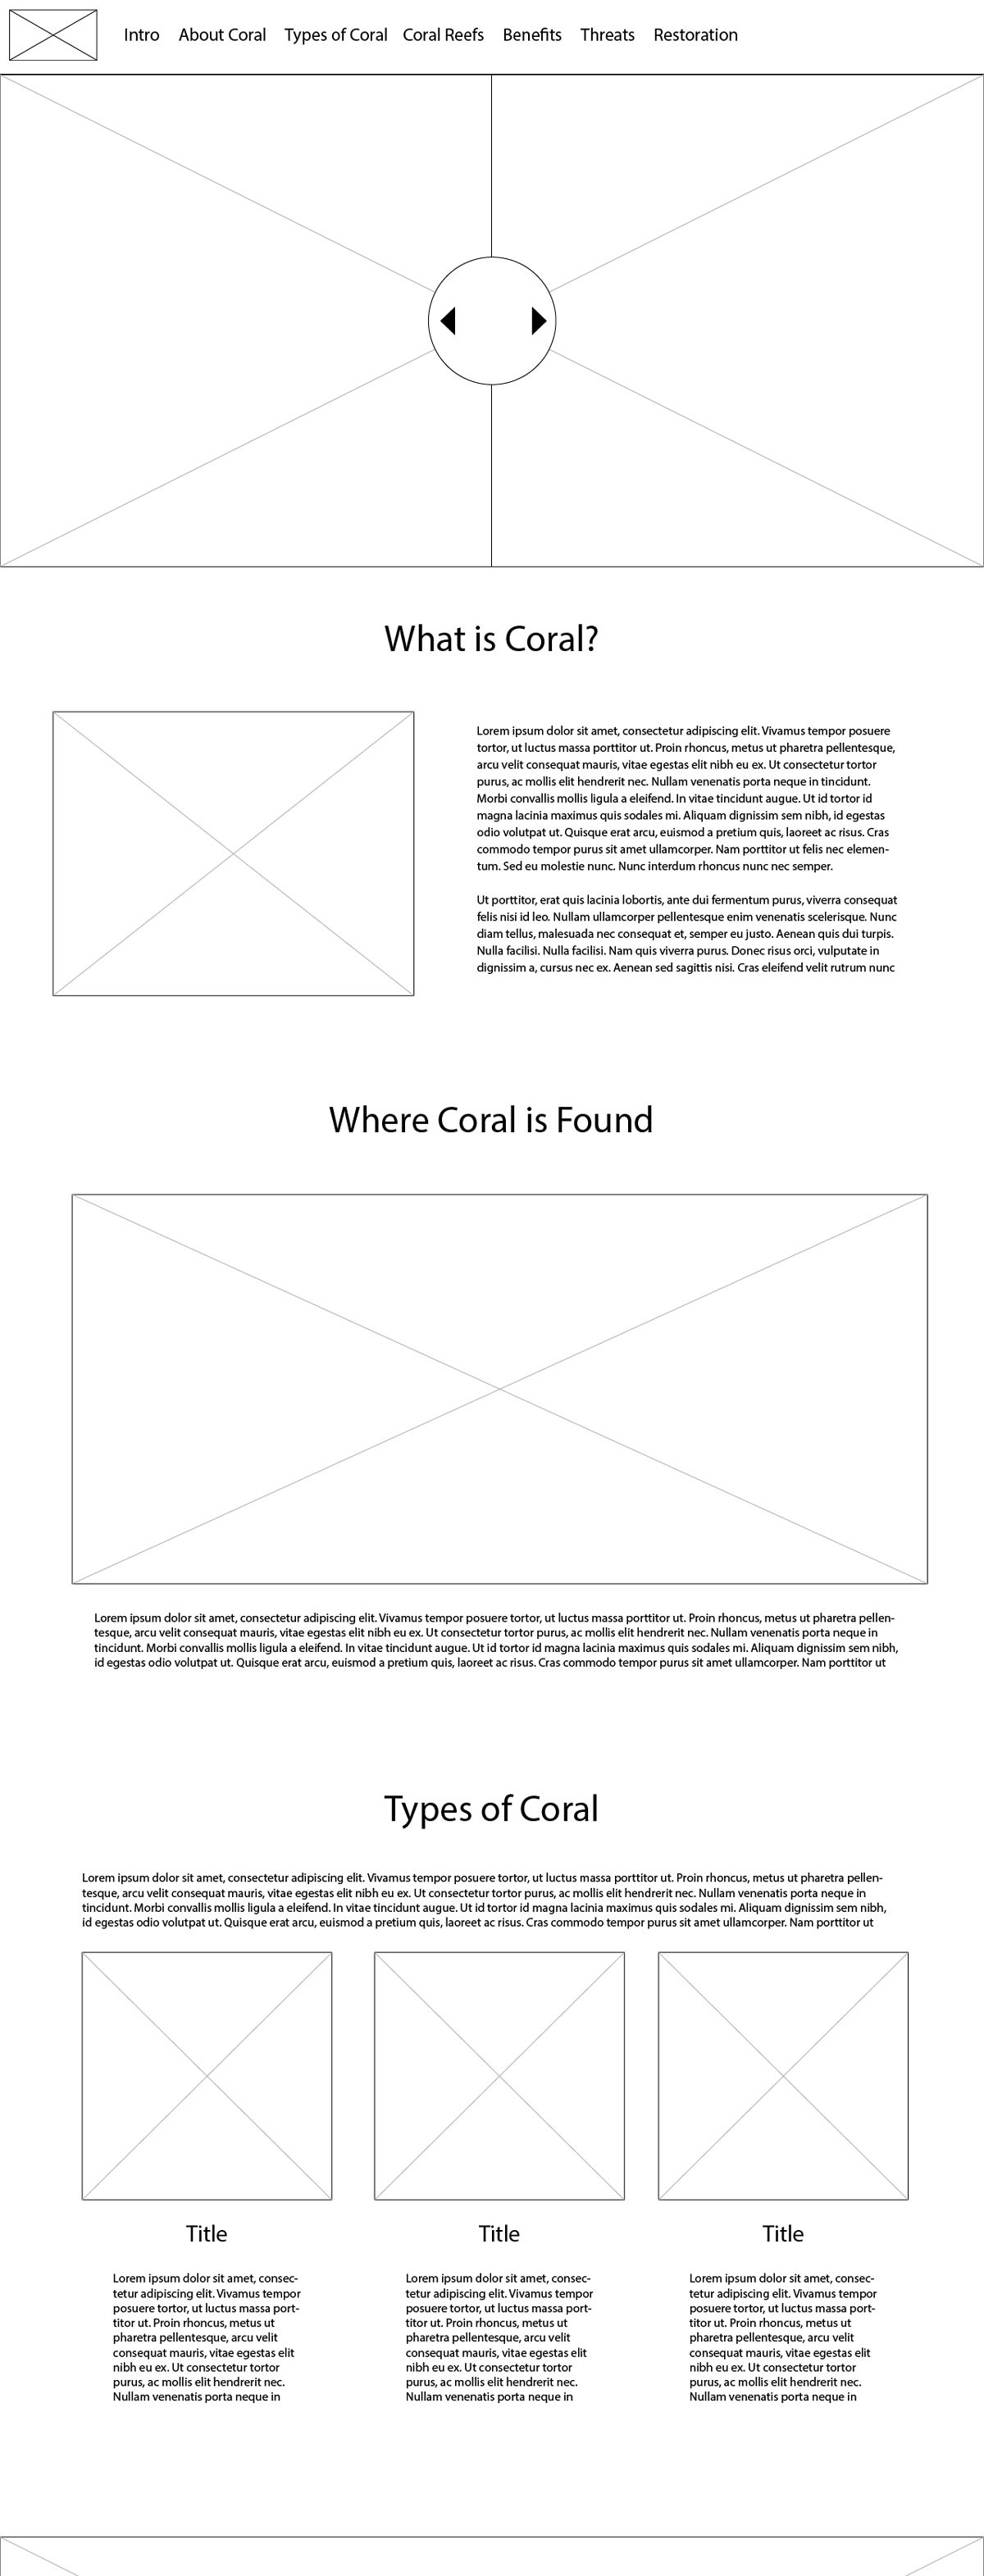 Intro About Coral Types of Coral Coral Reefs Benefits Threats Restoration
What is Coral?
Lorem ipsum dolor sit amet, consectetur adipiscing elit. Vivamus tempor posuere
tortor, ut luctus massa porttitor ut. Proin rhoncus, metus ut pharetra pellentesque,
arcu velit consequat mauris, vitae egestas elit nibh eu ex. Ut consectetur tortor
purus, ac mollis elit hendrerit nec. Nullam venenatis porta neque in tincidunt.
Morbi convallis mollis ligula a eleifend. In vitae tincidunt augue. Ut id tortor id
magna lacinia maximus quis sodales mi. Aliquam dignissim sem nibh, id egestas
odio volutpat ut. Quisque erat arcu, euismod a pretium quis, laoreet ac risus. Cras
commodo tempor purus sit amet ullamcorper. Nam porttitor ut felis nec elemen-
tum. Sed eu molestie nunc. Nunc interdum rhoncus nunc nec semper.
Ut porttitor, erat quis lacinia lobortis, ante dui fermentum purus, viverra consequat
felis nisi id leo. Nullam ullamcorper pellentesque enim venenatis scelerisque. Nunc
diam tellus, malesuada nec consequat et, semper eu justo. Aenean quis dui turpis.
Nulla facilisi. Nulla facilisi. Nam quis viverra purus. Donec risus orci, vulputate in
dignissim a, cursus nec ex. Aenean sed sagittis nisi. Cras eleifend velit rutrum nunc
Where Coral is Found
Lorem ipsum dolor sit amet, consectetur adipiscing elit. Vivamus tempor posuere tortor, ut luctus massa porttitor ut. Proin rhoncus, metus ut pharetra pellen-
tesque, arcu velit consequat mauris, vitae egestas elit nibh eu ex. Ut consectetur tortor purus, ac mollis elit hendrerit nec. Nullam venenatis porta neque in
tincidunt. Morbi convallis mollis ligula a eleifend. In vitae tincidunt augue. Ut id tortor id magna lacinia maximus quis sodales mi. Aliquam dignissim sem nibh,
id egestas odio volutpat ut. Quisque erat arcu, euismod a pretium quis, laoreet ac risus. Cras commodo tempor purus sit amet ullamcorper. Nam porttitor ut
Types of Coral
Lorem ipsum dolor sit amet, consectetur adipiscing elit. Vivamus tempor posuere tortor, ut luctus massa porttitor ut. Proin rhoncus, metus ut pharetra pellen-
tesque, arcu velit consequat mauris, vitae egestas elit nibh eu ex. Ut consectetur tortor purus, ac mollis elit hendrerit nec. Nullam venenatis porta neque in
tincidunt. Morbi convallis mollis ligula a eleifend. In vitae tincidunt augue. Ut id tortor id magna lacinia maximus quis sodales mi. Aliquam dignissim sem nibh,
id egestas odio volutpat ut. Quisque erat arcu, euismod a pretium quis, laoreet ac risus. Cras commodo tempor purus sit amet ullamcorper. Nam porttitor ut
Title
Lorem ipsum dolor sit amet, consec-
tetur adipiscing elit. Vivamus tempor
posuere tortor, ut luctus massa port-
titor ut. Proin rhoncus, metus ut
pharetra pellentesque, arcu velit
consequat mauris, vitae egestas elit
nibh eu ex. Ut consectetur tortor
purus, ac mollis elit hendrerit nec.
Nullam venenatis porta neque in
Title
Lorem ipsum dolor sit amet, consec-
tetur adipiscing elit. Vivamus tempor
posuere tortor, ut luctus massa port-
titor ut. Proin rhoncus, metus ut
pharetra pellentesque, arcu velit
consequat mauris, vitae egestas elit
nibh eu ex. Ut consectetur tortor
purus, ac mollis elit hendrerit nec.
Nullam venenatis porta neque in
Title
Lorem ipsum dolor sit amet, consec-
tetur adipiscing elit. Vivamus tempor
posuere tortor, ut luctus massa port-
titor ut. Proin rhoncus, metus ut
pharetra pellentesque, arcu velit
consequat mauris, vitae egestas elit
nibh eu ex. Ut consectetur tortor
purus, ac mollis elit hendrerit nec.
Nullam venenatis porta neque in